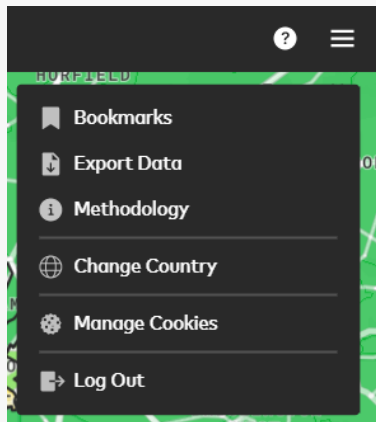 ?
HORFIELD
Bookmarks
Export Data
Methodology
Change Country
Manage Cookies
Log Out